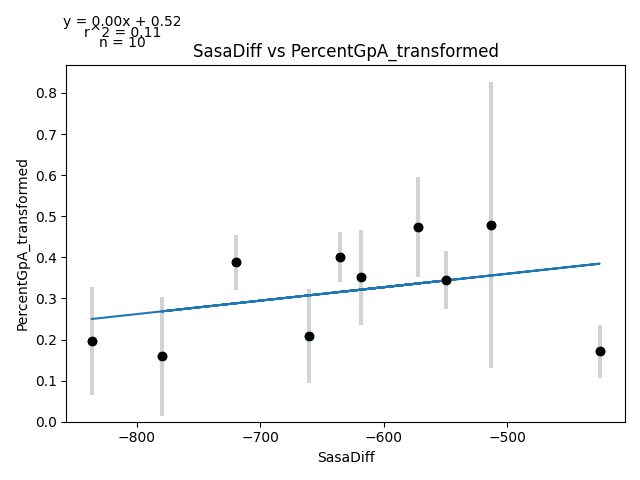 y = 0.00x + 0.52
r^2 = 0.11
n = 10
SasaDiff vs PercentGpA_transformed
PercentGpA_transformed
0.8
0.7
0.6
0.5
0.4
0.3
0.2
0.1
0.0
−800
−700
−600
−500
SasaDiff